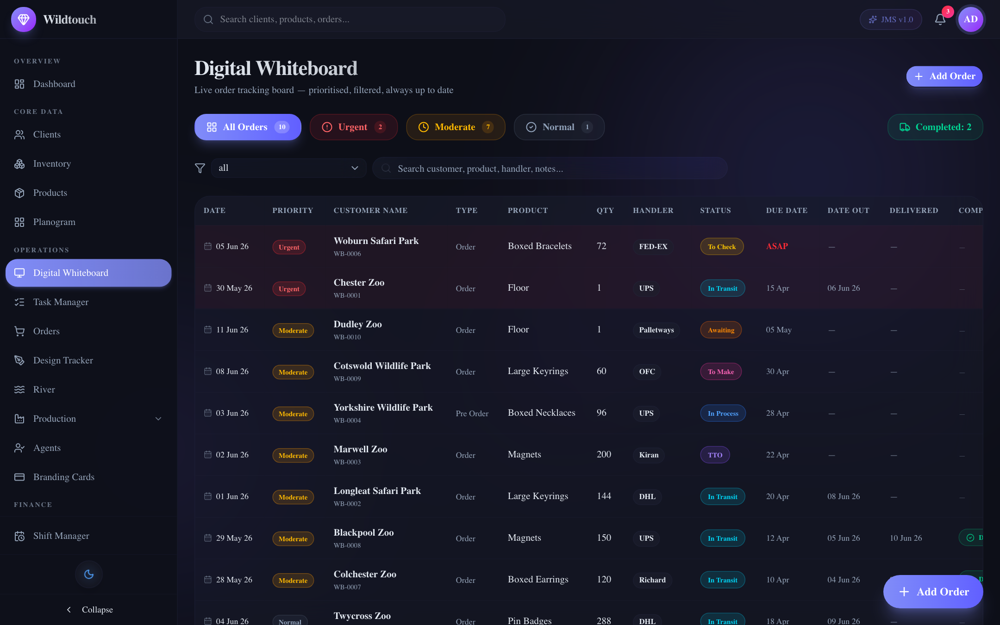 Wildtouch
Search clients, products, orders...
JMS v1.0
3
AD
OVERVIEW
Dashboard
CORE DATA
Clients
Inventory
Products
Planogram
OPERATIONS
Digital Whiteboard
Task Manager
Orders
Design Tracker
River
Production
Agents
Branding Cards
FINANCE
Shift Manager
Collapse
Digital Whiteboard
Live order tracking board — prioritised, filtered, always up to date
Add Order
All Orders 10
Urgent 2
Moderate 7
Normal 1
Completed: 2
all
Search customer, product, handler, notes...
DATE PRIORITY CUSTOMER NAME TYPE PRODUCT QTY HANDLER STATUS DUE DATE DATE OUT DELIVERED COMP
05 Jun 26 Urgent Woburn Safari Park Order Boxed Bracelets 72 FED-EX To Check ASAP — — —
WB-0006
30 May 26 Urgent Chester Zoo Order Floor 1 UPS In Transit 15 Apr 06 Jun 26 — —
WB-0001
11 Jun 26 Moderate Dudley Zoo Order Floor 1 Palletways Awaiting 05 May — — —
WB-0010
08 Jun 26 Moderate Cotswold Wildlife Park Order Large Keyrings 60 OFC To Make 30 Apr — — —
WB-0009
03 Jun 26 Moderate Yorkshire Wildlife Park Pre Order Boxed Necklaces 96 UPS In Process 28 Apr — — —
WB-0004
02 Jun 26 Moderate Marwell Zoo Order Magnets 200 Kiran TTO 22 Apr — — —
WB-0003
01 Jun 26 Moderate Longleat Safari Park Order Large Keyrings 144 DHL In Transit 20 Apr 08 Jun 26 — —
WB-0002
29 May 26 Moderate Blackpool Zoo Order Magnets 150 UPS In Transit 12 Apr 05 Jun 26 10 Jun 26 D
WB-0008
28 May 26 Moderate Colchester Zoo Order Boxed Earrings 120 Richard In Transit 10 Apr 04 Jun 26
WB-0007
Add Order
04 Jun 26 Normal Twycross Zoo Order Pin Badges 288 DHL In Transit 18 Apr 09 Jun 26 — —